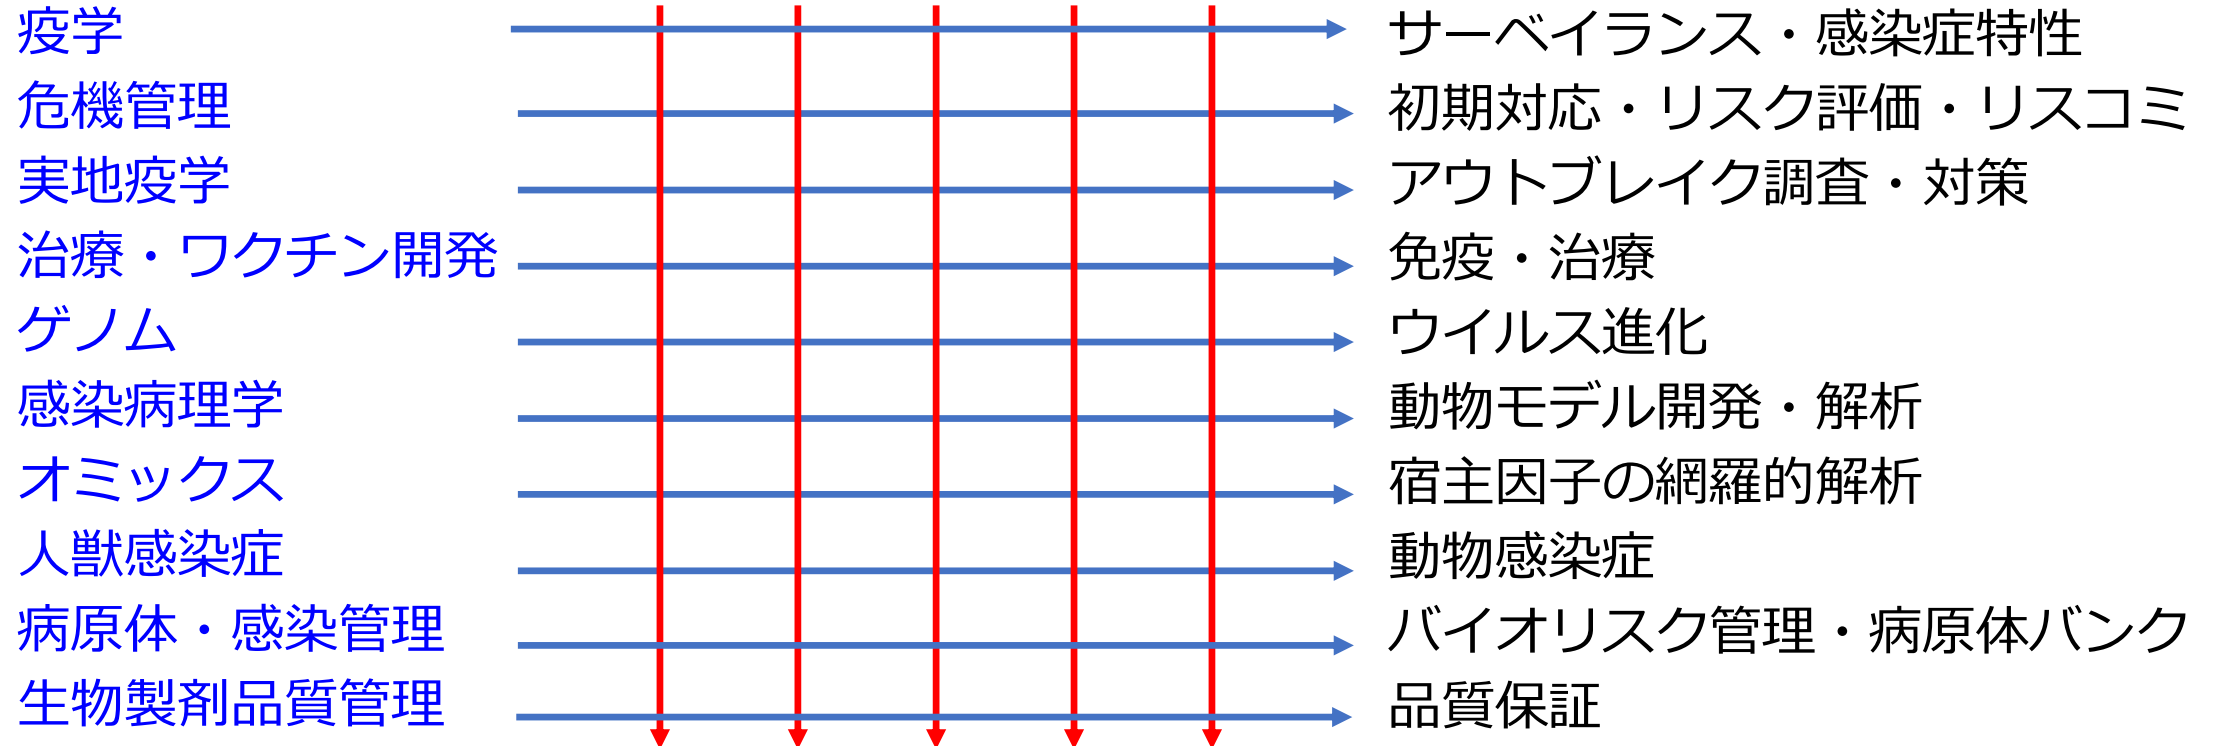 疫学 サーベイランス・感染症特性
危機管理 初期対応・リスク評価・リスコミ
実地疫学 アウトブレイク調査・対策
治療・ワクチン開発 免疫・治療
ゲノム ウイルス進化
感染病理学 動物モデル開発・解析
オミックス 宿主因子の網羅的解析
人獣感染症 動物感染症
病原体・感染管理 バイオリスク管理・病原体バンク
生物製剤品質管理 品質保証